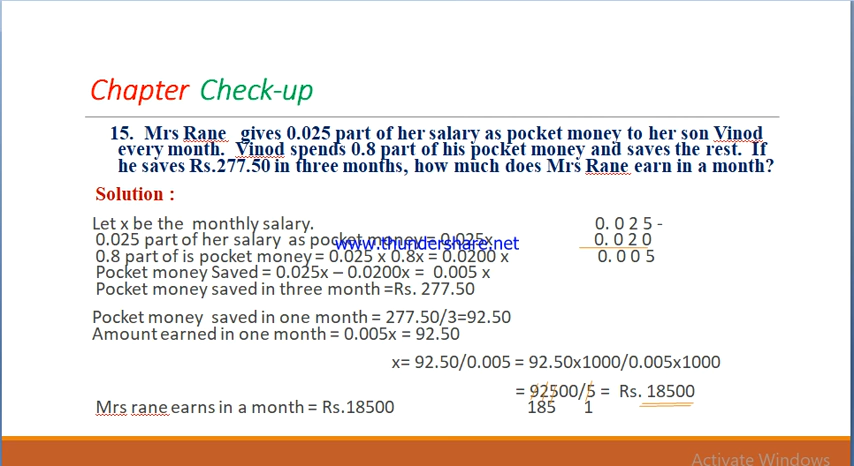 Chapter Check-up
15. Mrs Rane gives 0.025 part of her salary as pocket money to her son Vinod
every month. Vinod spends 0.8 part of his pocket money and saves the rest. If
he saves Rs.277.50 in three months, how much does Mrs Rane earn in a month?
Solution :
Let x be the monthly salary.
0.025 part of her salary as pocket money = 0.025x
www.thundershare.net
0.8 part of is pocket money = 0.025 x 0.8x = 0.0200 x
Pocket money Saved = 0.025x – 0.0200x = 0.005 x
Pocket money saved in three month =Rs. 277.50
0. 0 2 5 -
0. 0 2 0
0. 0 0 5
Pocket money saved in one month = 277.50/3=92.50
Amount earned in one month = 0.005x = 92.50
x= 92.50/0.005 = 92.50x1000/0.005x1000
= 92500/5 = Rs. 18500
185 1
Mrs rane earns in a month = Rs.18500
Activate Windows